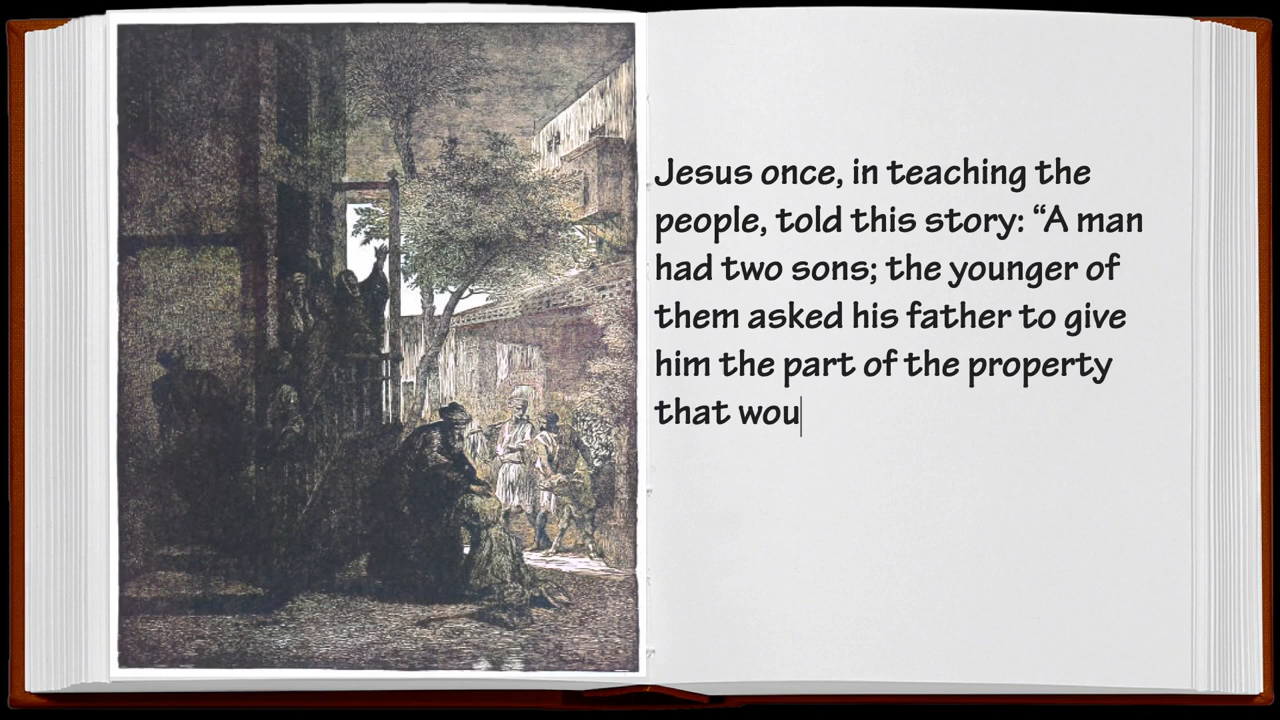 Jesus once, in teaching the
people, told this story: “A man
had two sons; the younger of
them asked his father to give
him the part of the property
that wou